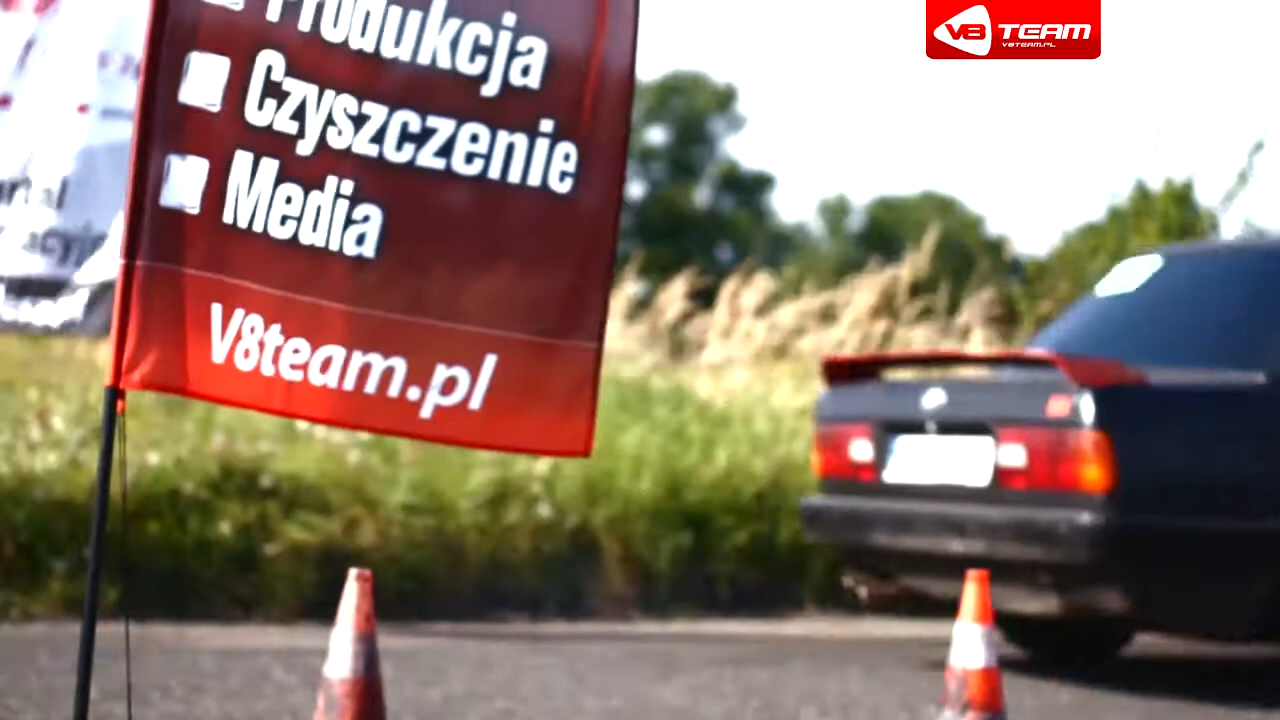 Produkcja
Czyszczenie
Media
V8team.pl
V8 TEAM
V8TEAM.PL